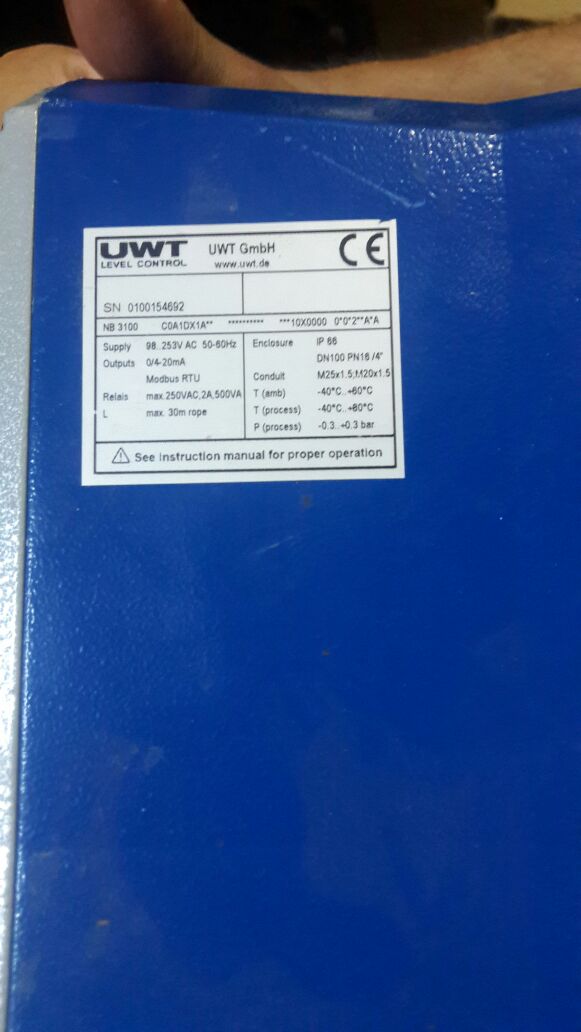 UWT UWT GmbH CE
LEVEL CONTROL www.uwt.de
SN 0100154692
NB 3100 C0A1DX1A** ********** ***10X0000 0*0*2**A*A
Supply 98..253V AC 50-60Hz Enclosure IP 66
Outputs 0/4-20mA DN100 PN16 /4"
Modbus RTU Conduit M25x1.5;M20x1.5
Relais max.250VAC,2A,500VA T (amb) -40°C..+60°C
L max. 30m rope T (process) -40°C..+80°C
P (process) -0.3..+0.3 bar
See instruction manual for proper operation